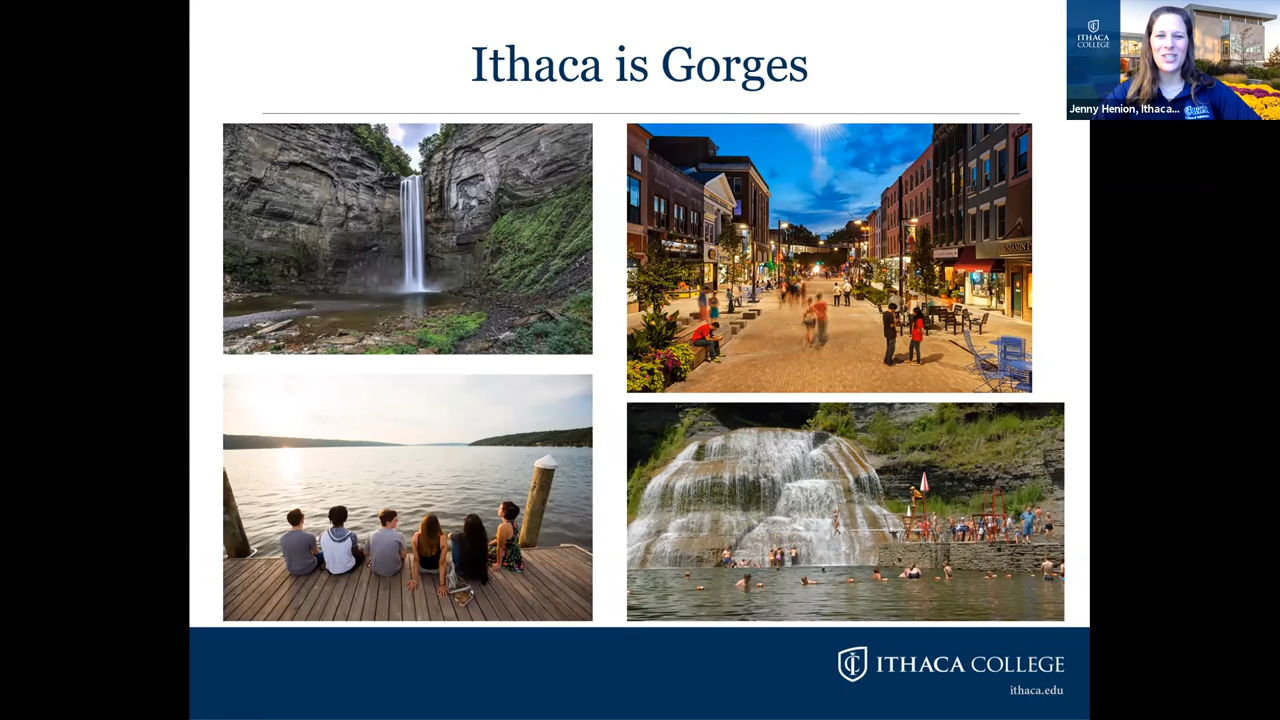 Ithaca is Gorges
ITHACA
COLLEGE
Jenny Henion, Ithaca...
ITHACA COLLEGE
ithaca.edu